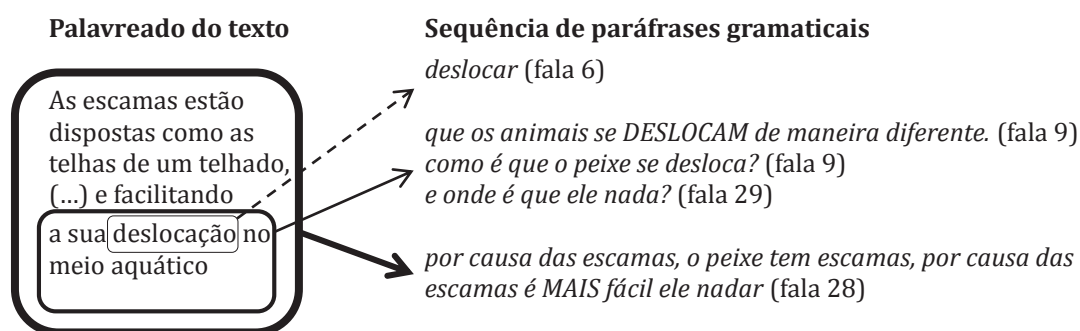 Palavreado do texto
Sequência de paráfrases gramaticais
As escamas estão
dispostas como as
telhas de um telhado,
(...) e facilitando
a sua deslocação no
meio aquático
deslocar (fala 6)
que os animais se DESLOCAM de maneira diferente. (fala 9)
como é que o peixe se desloca? (fala 9)
e onde é que ele nada? (fala 29)
por causa das escamas, o peixe tem escamas, por causa das
escamas é MAIS fácil ele nadar (fala 28)